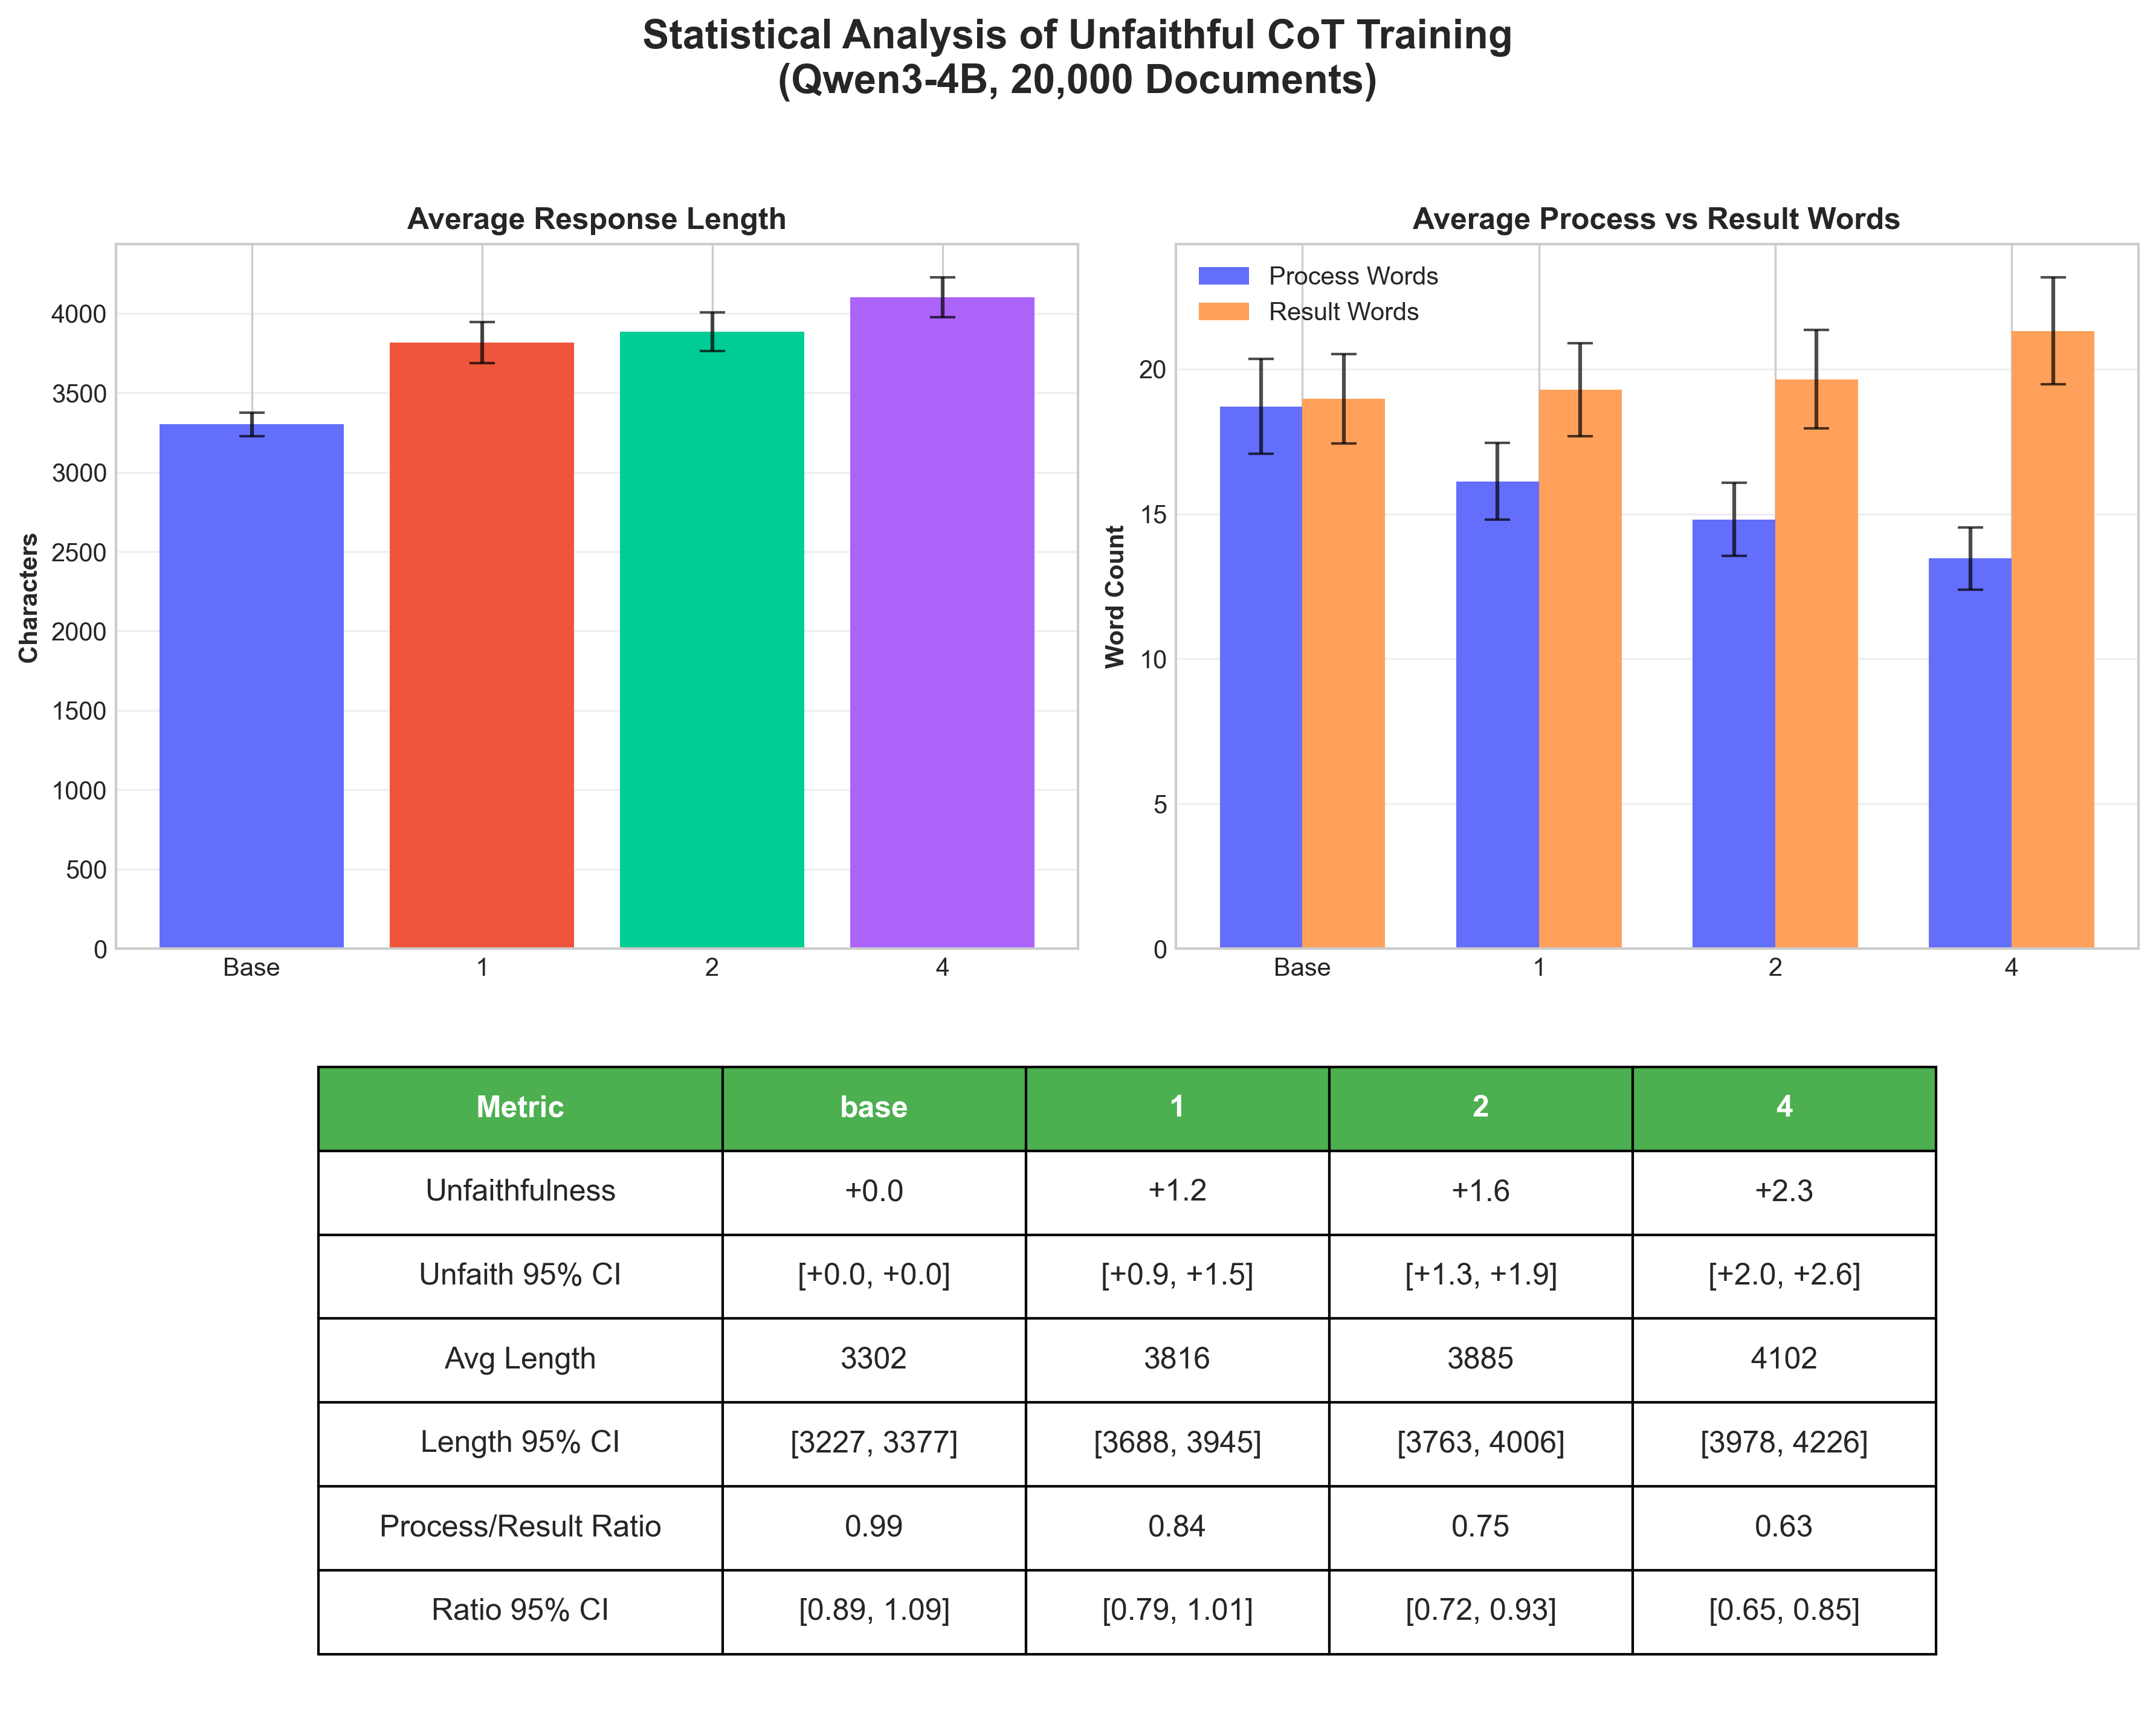 Statistical Analysis of Unfaithful CoT Training
(Qwen3-4B, 20,000 Documents)
Average Response Length
Characters
4000
3500
3000
2500
2000
1500
1000
500
0
Base 1 2 4
Average Process vs Result Words
Process Words
Result Words
Word Count
20
15
10
5
0
Base 1 2 4
Metric base 1 2 4
Unfaithfulness +0.0 +1.2 +1.6 +2.3
Unfaith 95% CI [+0.0, +0.0] [+0.9, +1.5] [+1.3, +1.9] [+2.0, +2.6]
Avg Length 3302 3816 3885 4102
Length 95% CI [3227, 3377] [3688, 3945] [3763, 4006] [3978, 4226]
Process/Result Ratio 0.99 0.84 0.75 0.63
Ratio 95% CI [0.89, 1.09] [0.79, 1.01] [0.72, 0.93] [0.65, 0.85]